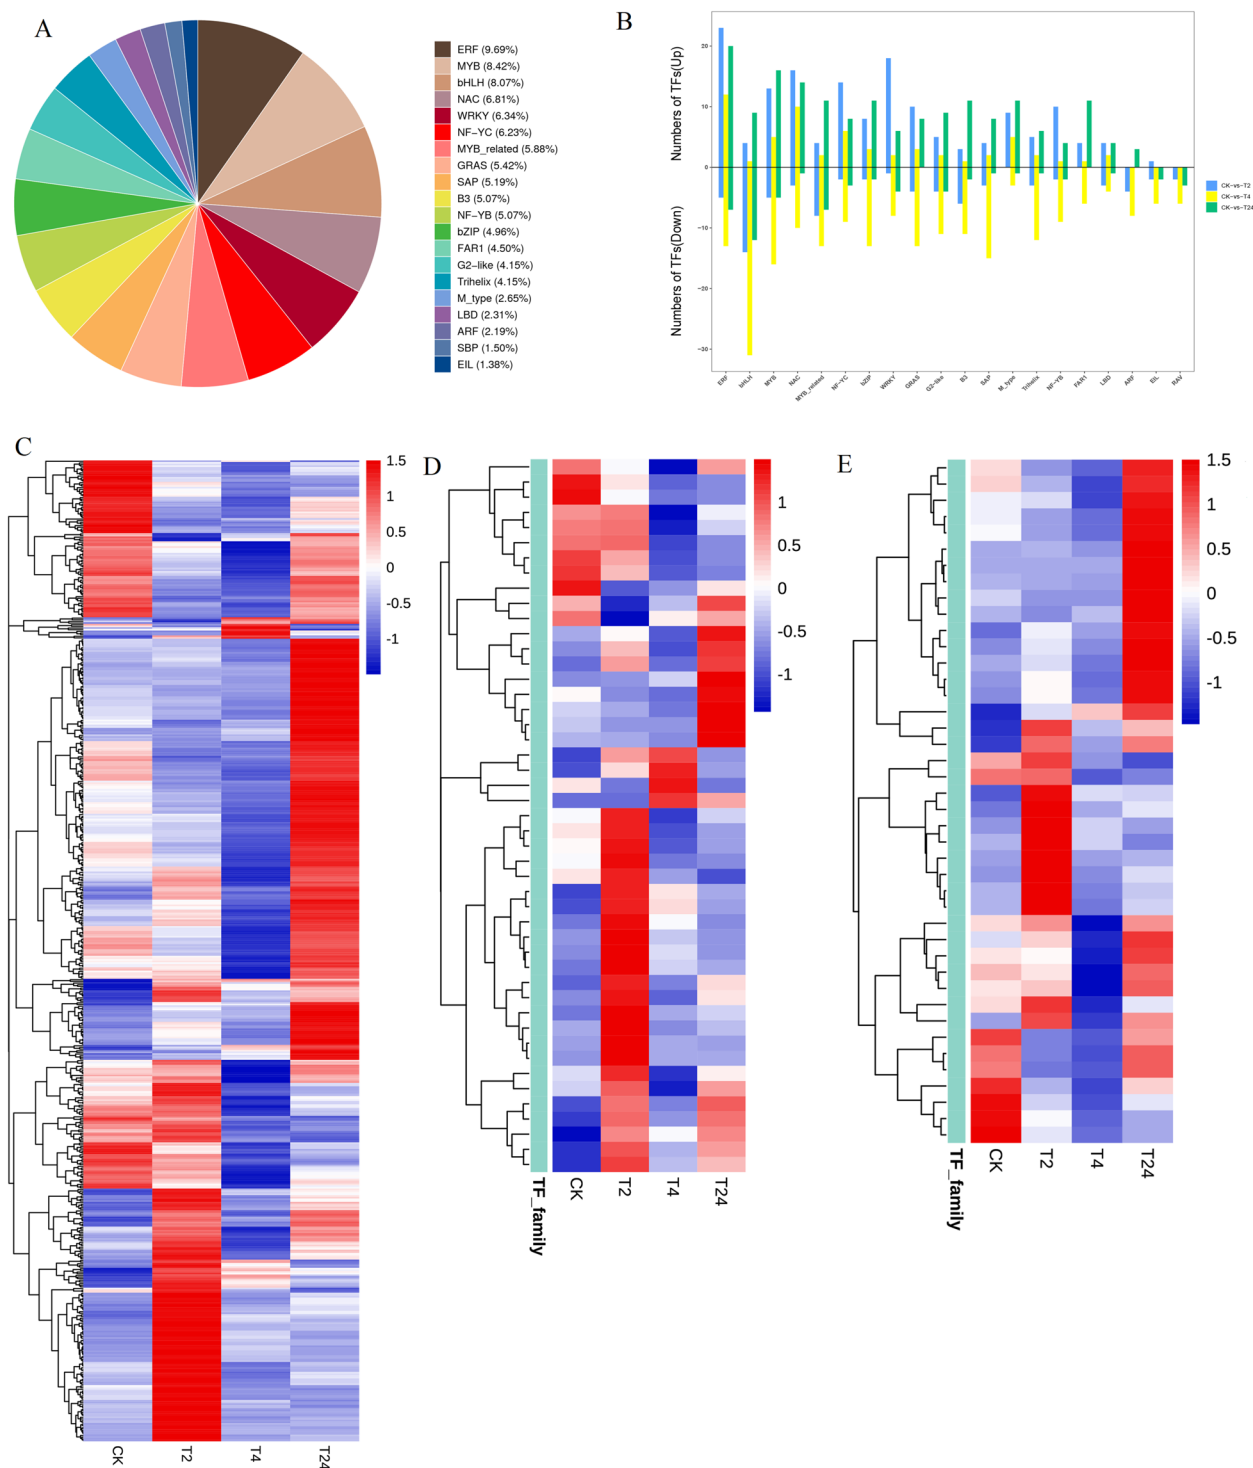 A
ERF (9.69%)
MYB (8.42%)
bHLH (8.07%)
NAC (6.81%)
WRKY (6.34%)
NF-YC (6.23%)
MYB_related (5.88%)
GRAS (5.42%)
SAP (5.19%)
B3 (5.07%)
NF-YB (5.07%)
bZIP (4.96%)
FAR1 (4.50%)
G2-like (4.15%)
Trihelix (4.15%)
M_type (2.65%)
LBD (2.31%)
ARF (2.19%)
SBP (1.50%)
EIL (1.38%)
B
Numbers of TFs(Up)
Numbers of TFs(Down)
20
10
0
-10
-20
-30
ERF
bHLH
MYB
NAC
MYB_related
NF-YC
bZIP
WRKY
GRAS
G2-like
B3
SAP
M_type
Trihelix
NF-YB
FAR1
LBD
ARF
EIL
RAV
CK-vs-T2
CK-vs-T4
CK-vs-T24
C
1.5
1
0.5
0
-0.5
-1
CK
T2
T4
T24
D
1
0.5
0
-0.5
-1
TF_family
CK
T2
T4
T24
E
1.5
1
0.5
0
-0.5
-1
TF_family
CK
T2
T4
T24